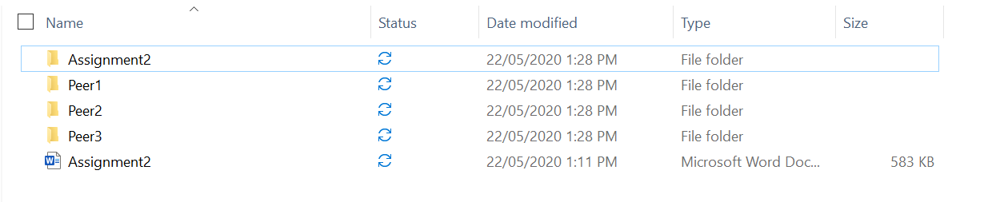 Name Status Date modified Type Size
Assignment2 22/05/2020 1:28 PM File folder
Peer1 22/05/2020 1:28 PM File folder
Peer2 22/05/2020 1:28 PM File folder
Peer3 22/05/2020 1:28 PM File folder
Assignment2 22/05/2020 1:11 PM Microsoft Word Doc... 583 KB